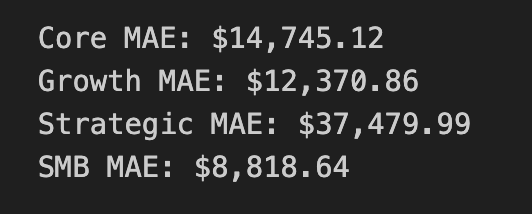 Core MAE: $14,745.12
Growth MAE: $12,370.86
Strategic MAE: $37,479.99
SMB MAE: $8,818.64